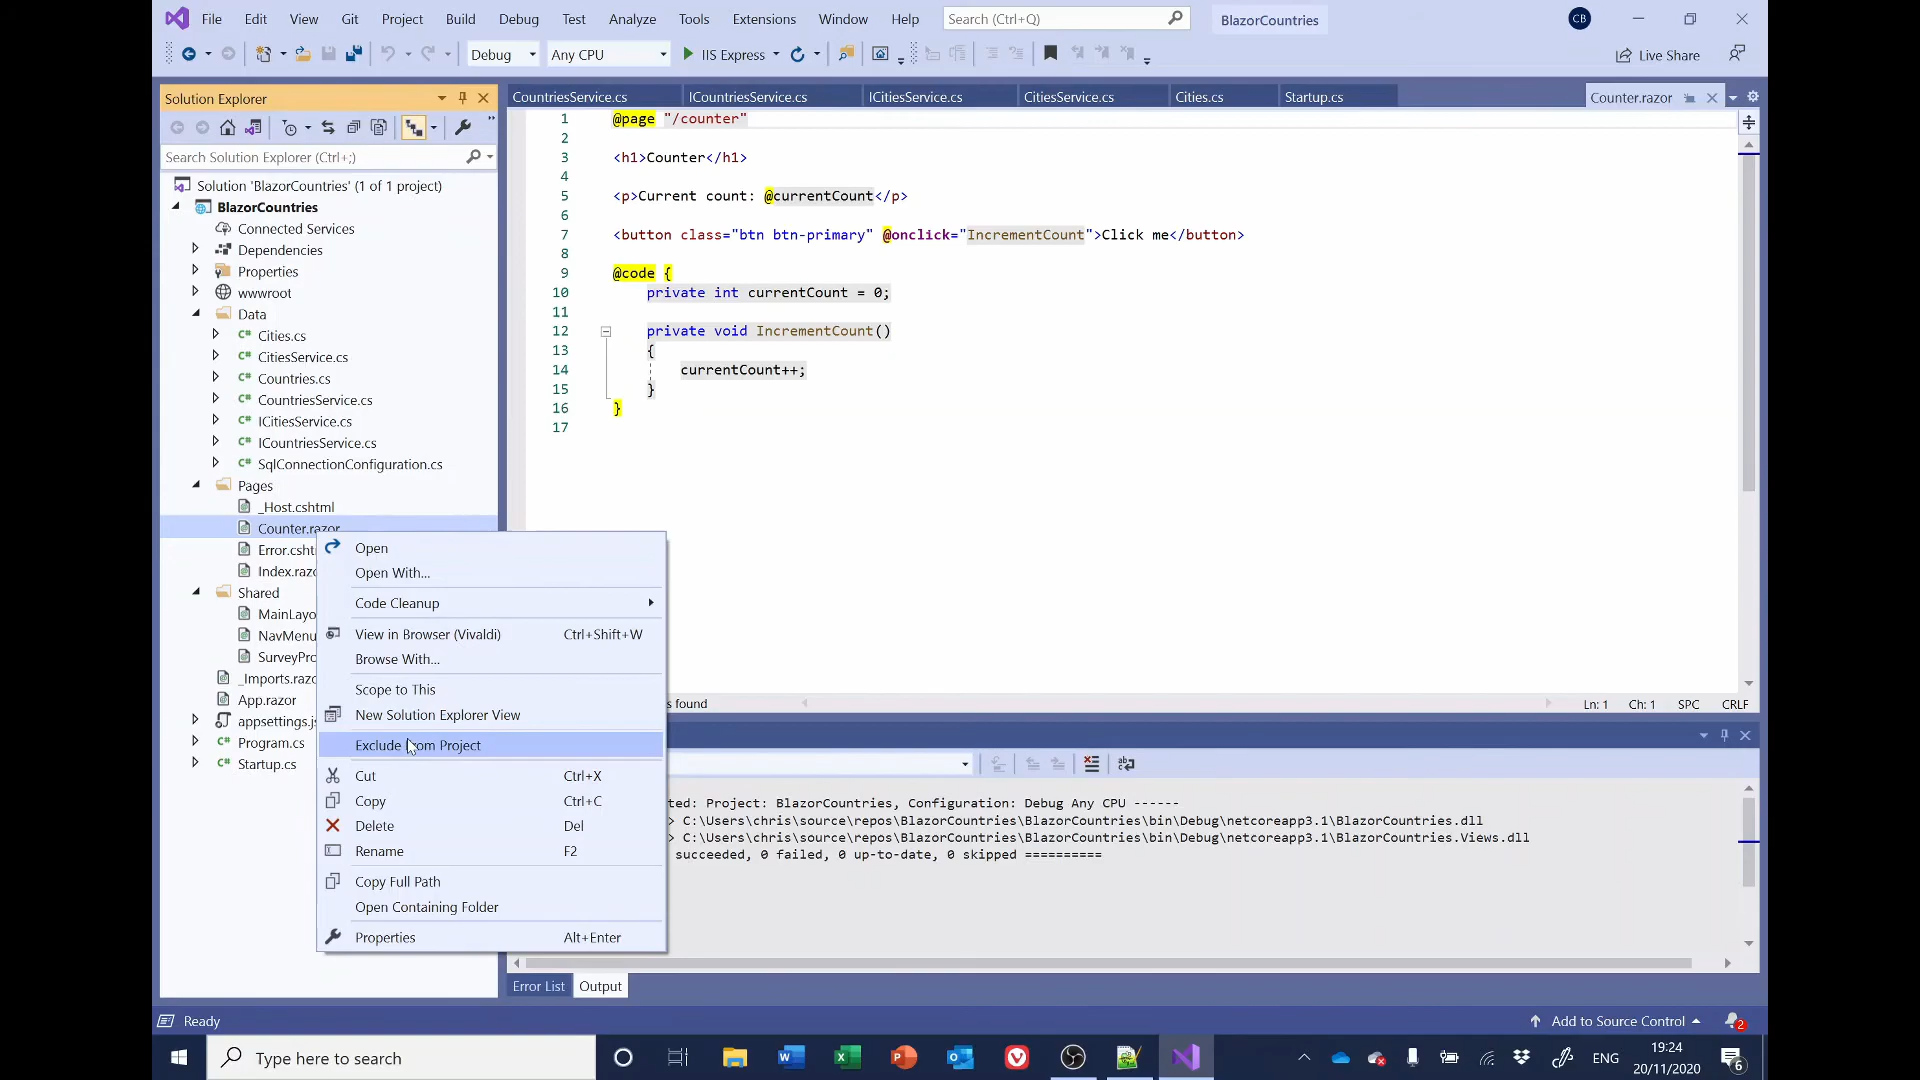 File Edit View Git Project Build Debug Test Analyze Tools Extensions Window Help Search (Ctrl+Q) BlazorCountries CB
Debug Any CPU IIS Express Live Share
Solution Explorer
Search Solution Explorer (Ctrl+;)
Solution 'BlazorCountries' (1 of 1 project)
BlazorCountries
Connected Services
Dependencies
Properties
wwwroot
Data
C# Cities.cs
C# CitiesService.cs
C# Countries.cs
C# CountriesService.cs
C# ICitiesService.cs
C# ICountriesService.cs
C# SqlConnectionConfiguration.cs
Pages
_Host.cshtml
Counter.razor
Error.csht
Index.razo
Shared
MainLayo
NavMenu
SurveyPro
_Imports.razo
App.razor
appsettings.js
C# Program.cs
C# Startup.cs
Open
Open With...
Code Cleanup
View in Browser (Vivaldi) Ctrl+Shift+W
Browse With...
Scope to This
New Solution Explorer View
Exclude From Project
Cut Ctrl+X
Copy Ctrl+C
Delete Del
Rename F2
Copy Full Path
Open Containing Folder
Properties Alt+Enter
CountriesService.cs ICountriesService.cs ICitiesService.cs CitiesService.cs Cities.cs Startup.cs Counter.razor
1 @page "/counter"
2
3 <h1>Counter</h1>
4
5 <p>Current count: @currentCount</p>
6
7 <button class="btn btn-primary" @onclick="IncrementCount">Click me</button>
8
9 @code {
10 private int currentCount = 0;
11
12 private void IncrementCount()
13 {
14 currentCount++;
15 }
16 }
17
s found Ln: 1 Ch: 1 SPC CRLF
ted: Project: BlazorCountries, Configuration: Debug Any CPU ------
> C:\Users\chris\source\repos\BlazorCountries\BlazorCountries\bin\Debug\netcoreapp3.1\BlazorCountries.dll
> C:\Users\chris\source\repos\BlazorCountries\BlazorCountries\bin\Debug\netcoreapp3.1\BlazorCountries.Views.dll
succeeded, 0 failed, 0 up-to-date, 0 skipped ==========
Error List Output
Ready Add to Source Control 2
Type here to search ENG 19:24
20/11/2020 6